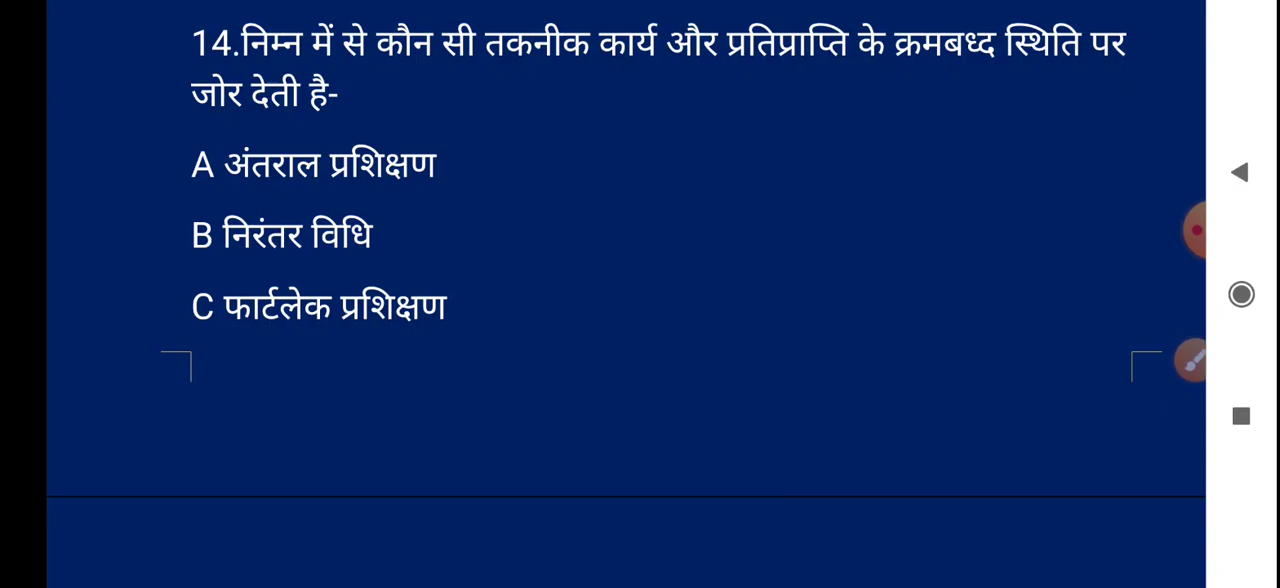 14.निम्न में से कौन सी तकनीक कार्य और प्रतिप्राप्ति के क्रमबध्द स्थिति पर
जोर देती है-
A अंतराल प्रशिक्षण
B निरंतर विधि
C फार्टलेक प्रशिक्षण